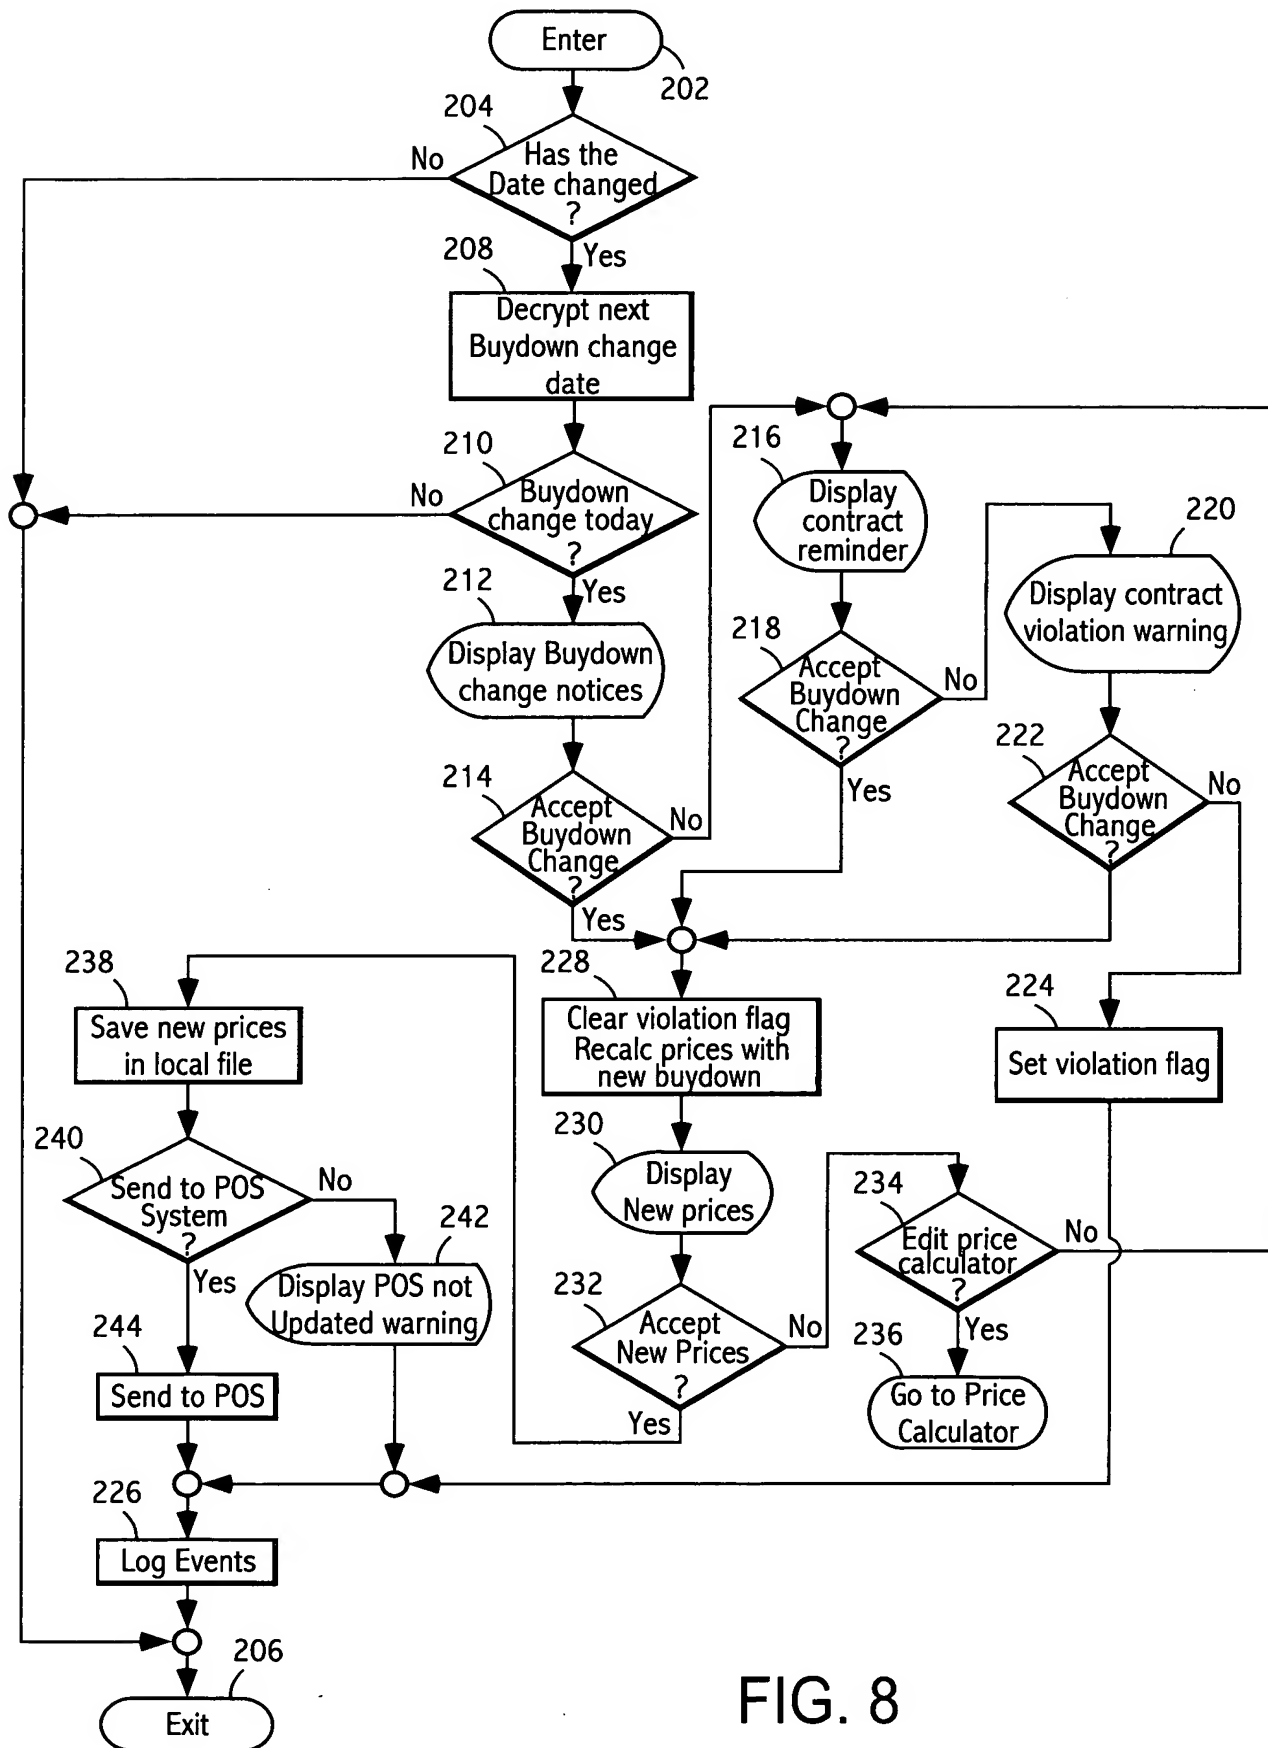 Enter
202
204
Has the
Date changed
?
No
Yes
208
Decrypt next
Buydown change
date
210
Buydown
change today
?
No
Yes
212
Display Buydown
change notices
214
Accept
Buydown
Change
?
No
Yes
216
Display
contract
reminder
218
Accept
Buydown
Change
?
No
Yes
220
Display contract
violation warning
222
Accept
Buydown
Change
?
No
224
Set violation flag
228
Clear violation flag
Recalc prices with
new buydown
230
Display
New prices
232
Accept
New Prices
?
No
Yes
234
Edit price
calculator
?
No
Yes
236
Go to Price
Calculator
238
Save new prices
in local file
240
Send to POS
System
?
No
Yes
242
Display POS not
Updated warning
244
Send to POS
226
Log Events
206
Exit
FIG. 8